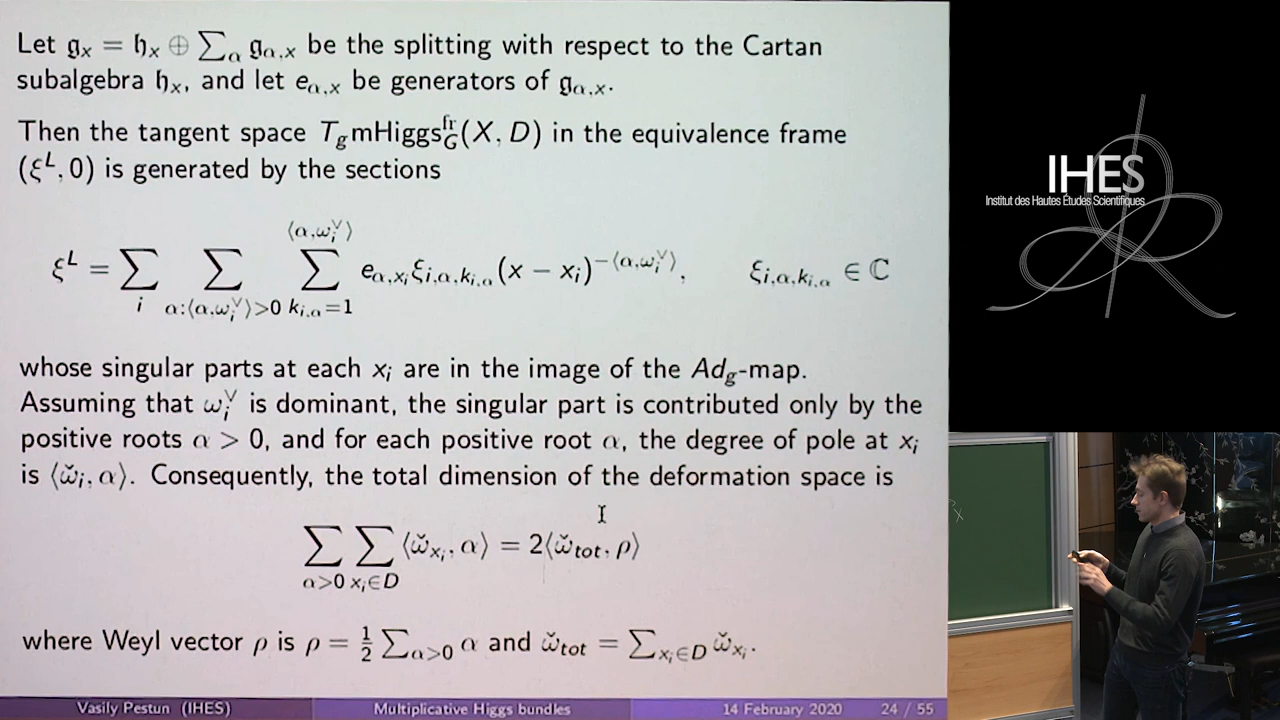 Let 𝔤ₓ = 𝔥ₓ ⊕ ∑_α 𝔤_{α,x} be the splitting with respect to the Cartan
subalgebra 𝔥ₓ, and let e_{α,x} be generators of 𝔤_{α,x}.
Then the tangent space T_g mHiggs_G^{fr}(X, D) in the equivalence frame
(ξ^L, 0) is generated by the sections
ξ^L = ∑_i ∑_{α:⟨α,ω_i^∨⟩>0} ∑_{k_{i,α}=1}^{⟨α,ω_i^∨⟩} e_{α,x_i} ξ_{i,α,k_{i,α}} (x − x_i)^{−⟨α,ω_i^∨⟩}, ξ_{i,α,k_{i,α}} ∈ ℂ
whose singular parts at each x_i are in the image of the Ad_g-map.
Assuming that ω_i^∨ is dominant, the singular part is contributed only by the
positive roots α > 0, and for each positive root α, the degree of pole at x_i
is ⟨ω̌_i, α⟩. Consequently, the total dimension of the deformation space is
∑_{α>0} ∑_{x_i∈D} ⟨ω̌_{x_i}, α⟩ = 2⟨ω̌_{tot}, ρ⟩
where Weyl vector ρ is ρ = ½ ∑_{α>0} α and ω̌_{tot} = ∑_{x_i∈D} ω̌_{x_i}.
Vasily Pestun (IHES) Multiplicative Higgs bundles 14 February 2020 24 / 55
IHES
Institut des Hautes Études Scientifiques